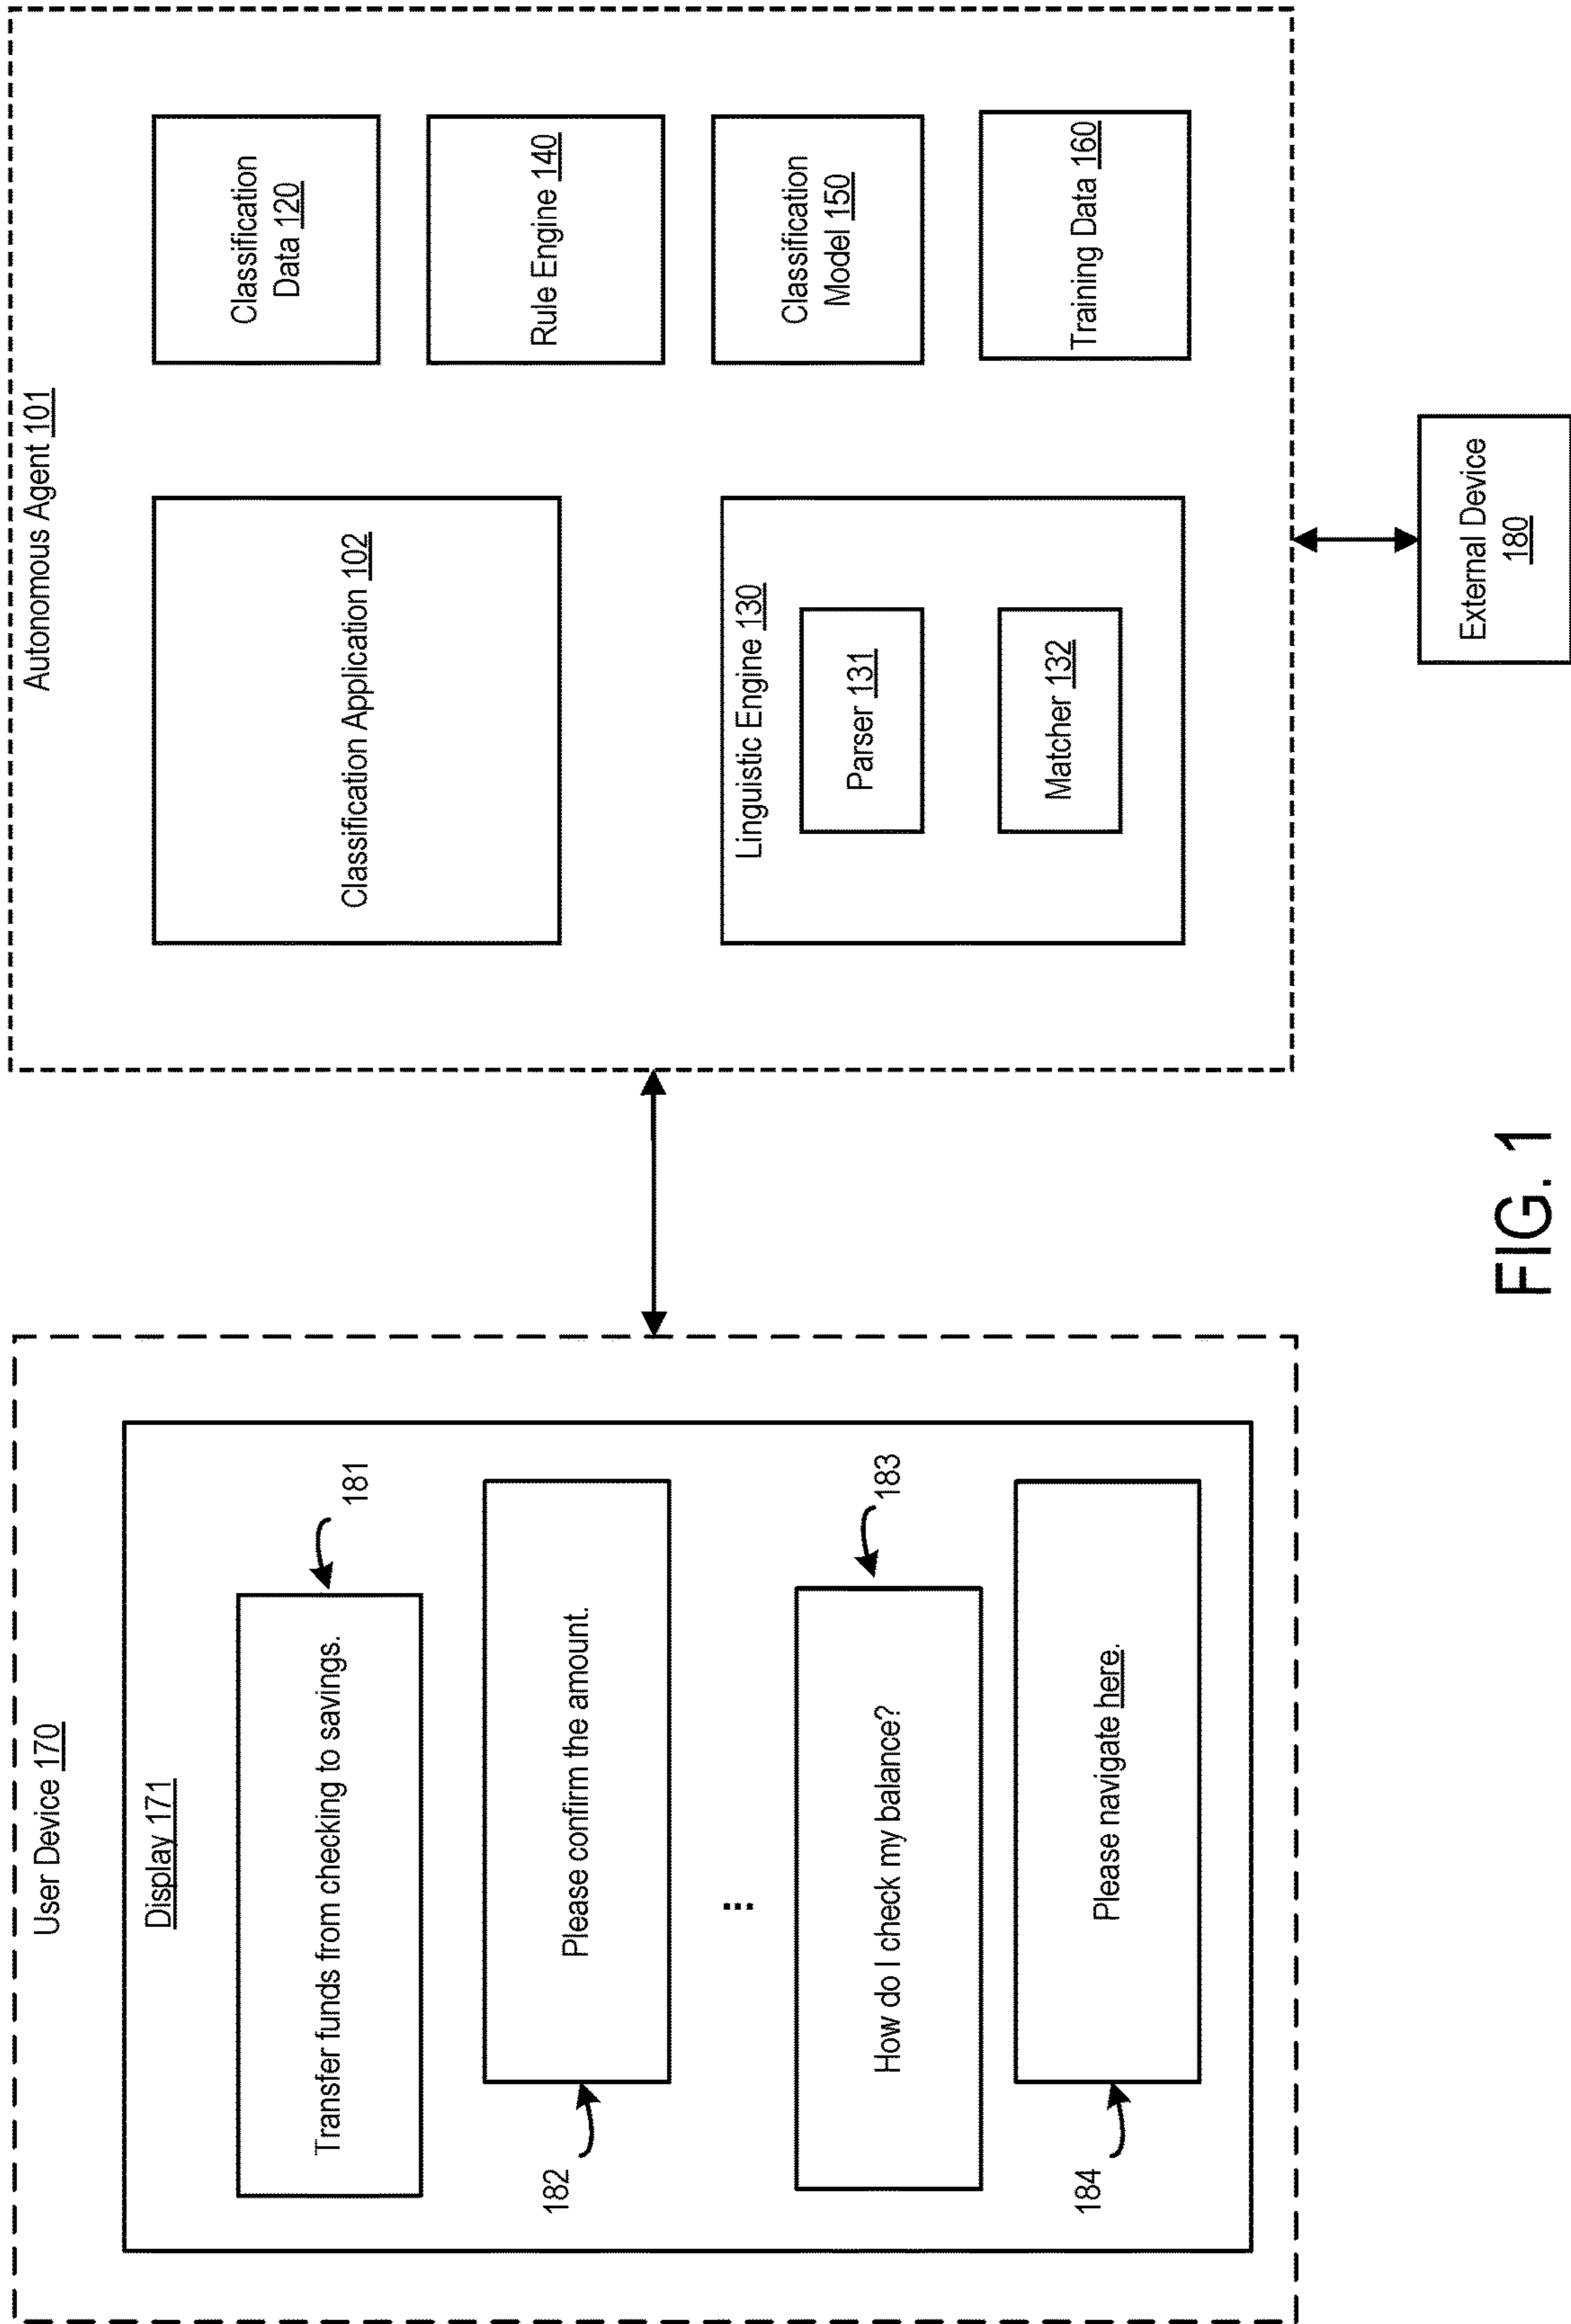 User Device 170
Display 171
Transfer funds from checking to savings.
181
Please confirm the amount.
182
...
How do I check my balance?
183
Please navigate here.
184
Autonomous Agent 101
Classification Application 102
Linguistic Engine 130
Parser 131
Matcher 132
Classification
Data 120
Rule Engine 140
Classification
Model 150
Training Data 160
External Device
180
FIG. 1